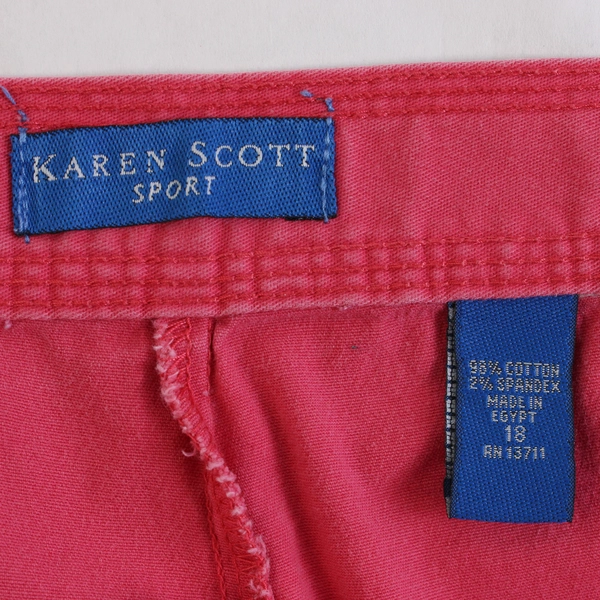 KAREN SCOTT
SPORT
98% COTTON
2% SPANDEX
MADE IN
EGYPT
18
RN 13711